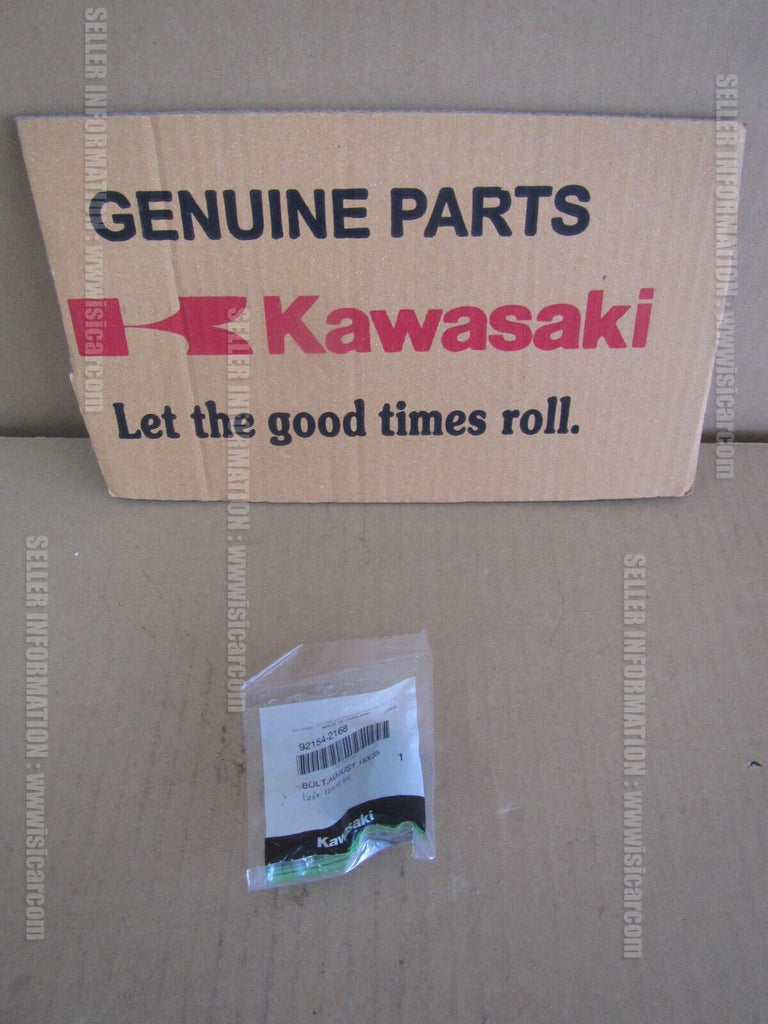 GENUINE PARTS
Kawasaki
Let the good times roll.
92154-2168
BOLT,ADJUST,18X38
1
Kawasaki
SELLER INFORMATION : www.isicar.com
SELLER INFORMATION : www.isicar.com
SELLER INFORMATION : www.isicar.com
SELLER INFORMATION : www.isicar.com
SELLER INFORMATION : www.isicar.com